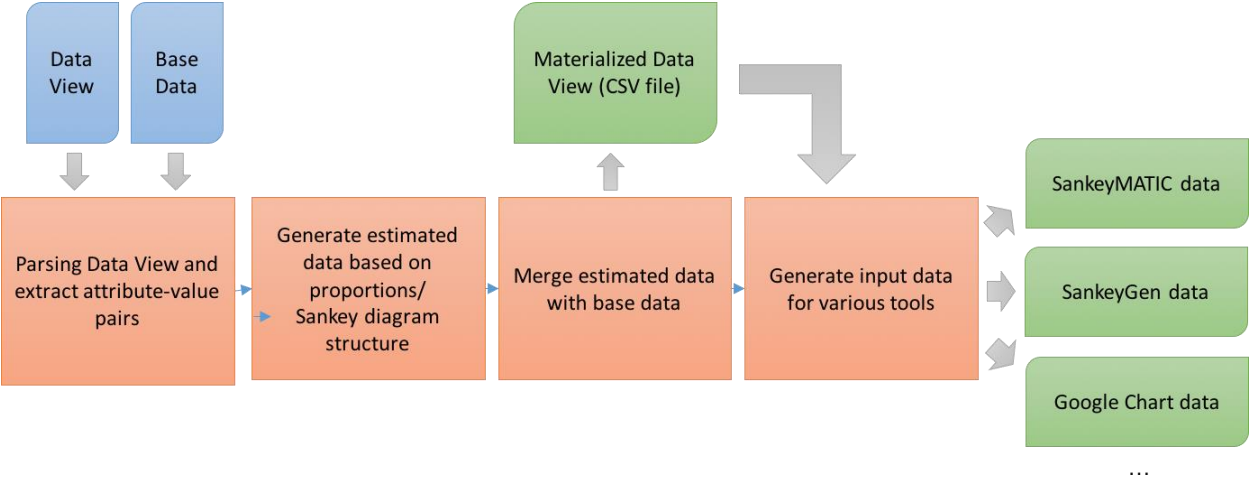 Data
View
Base
Data
Materialized Data
View (CSV file)
Parsing Data View and
extract attribute-value
pairs
Generate estimated
data based on
proportions/
Sankey diagram
structure
Merge estimated data
with base data
Generate input data
for various tools
SankeyMATIC data
SankeyGen data
Google Chart data
...